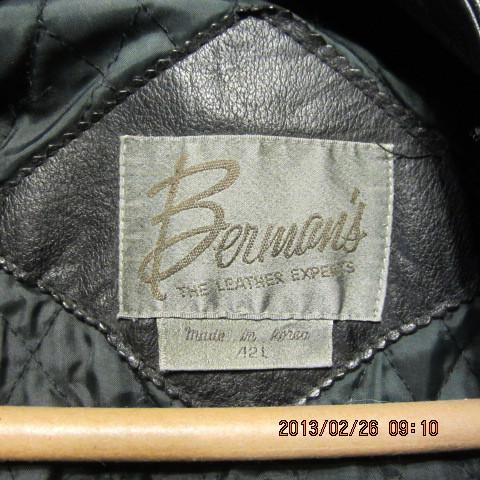 Berman's
THE LEATHER EXPERTS
made in korea
42L
2013/02/26 09:10